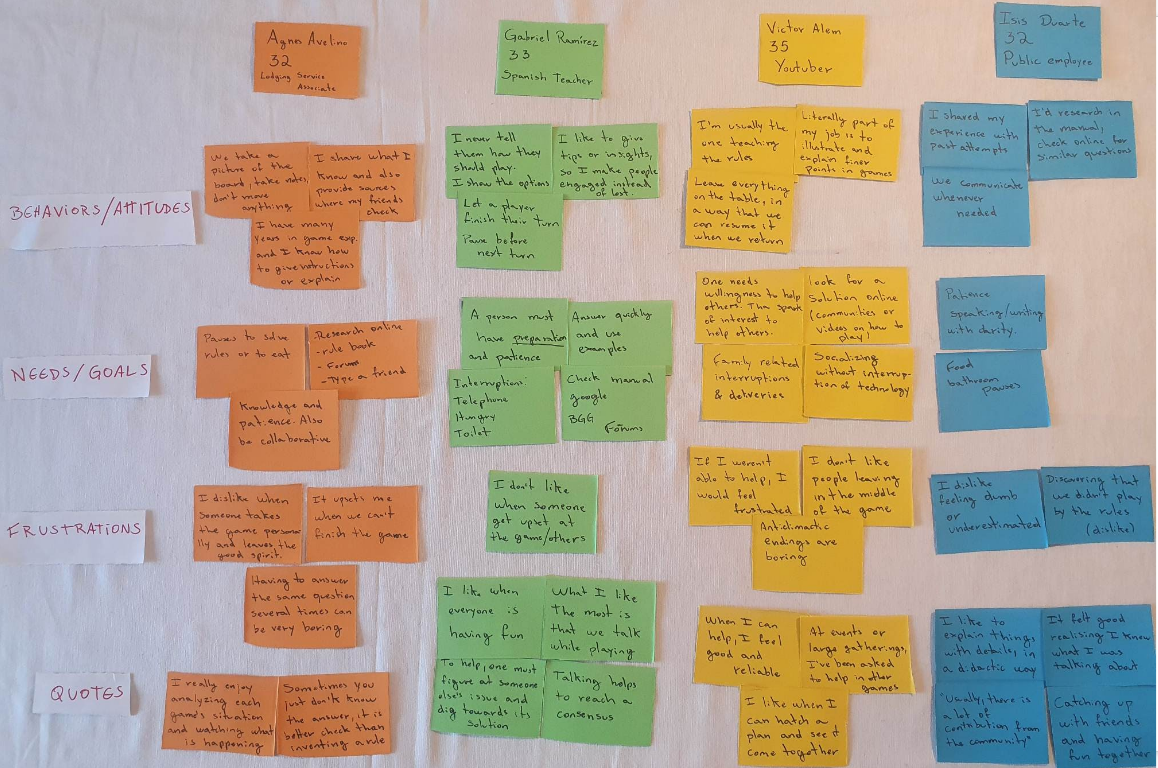 Agnes Avelino
32
Lodging Service
Associate
Gabriel Ramírez
33
Spanish Teacher
Victor Alem
35
Youtuber
Isis Duarte
32
Public employee
BEHAVIORS/ATTITUDES
We take a
picture of the
board, take notes,
don't move
anything
I share what I
know and also
provide sources
where my friends
check
I have many
years in game exp.
and I know how
to give
or explain
I never tell
them how they
should play.
I show the options
I like to give
tips or insights,
so I make people
engaged instead
of lost.
Let a player
finish their turn
Pause before
next turn
I'm usually the
one teaching
the rules
Literally part of
my job is to
illustrate and
explain finer
points in games
Leave everything
on the table, in
a way that we
can resume it
when we return
I shared my
experience with
past attempts
I'd research in
the manual,
check online for
similar questions
We communicate
whenever
needed
NEEDS/GOALS
Pauses to solve
rules or to eat
Research online
- rule book
- Forums
- Type a friend
Knowledge and
patience. Also
be collaborative
A person must
have preparation
and patience
Answer quickly
and use
examples
Interruptions:
Telephone
Hungry
Toilet
Check manual
google
BGG
Forums
One needs
willingness to help
others. The spark
of interest to
help others.
Look for a
Solution online
(communities or
videos on how to
play)
Family related
interruptions
& deliveries
Socializing
without interrup-
tion of technology
Patience
speaking/writing
with clarity.
Food
bathroom
pauses
FRUSTRATIONS
I dislike when
someone takes
the game persona
lly and leaves the
good spirit.
It upsets me
when we can't
finish the game
Having to answer
the same question
several times can
be very boring
I don't like
when someone
get upset at
the game/others
If I weren't
able to help, I
would feel
frustrated
I don't like
people leaving
in the middle
of the game
Anticlimactic
endings are
boring
I dislike
feeling dumb
or
underestimated
Discovering that
we didn't play
by the rules
(dislike)
QUOTES
I really enjoy
analyzing each
game's situation
and watching what
is happening
Sometimes you
just don't know
the answer, it is
better check than
inventing a rule
I like when
everyone is
having fun
What I like
the most is
that we talk
while playing
To help, one must
figure at someone
else's issue and
dig towards its
solution
Talking helps
to reach a
consensus
When I can
help, I feel
good and
reliable
At events or
large gatherings,
I've been asked
to help in other
games
I like when I
can hatch a
plan and see it
come together
I like to
explain things
with details, in
a didactic way
It felt good
realising I knew
what I was
talking about
"Usually, there is
a lot of
contribution from
the community"
Catching up
with friends
and having
fun together